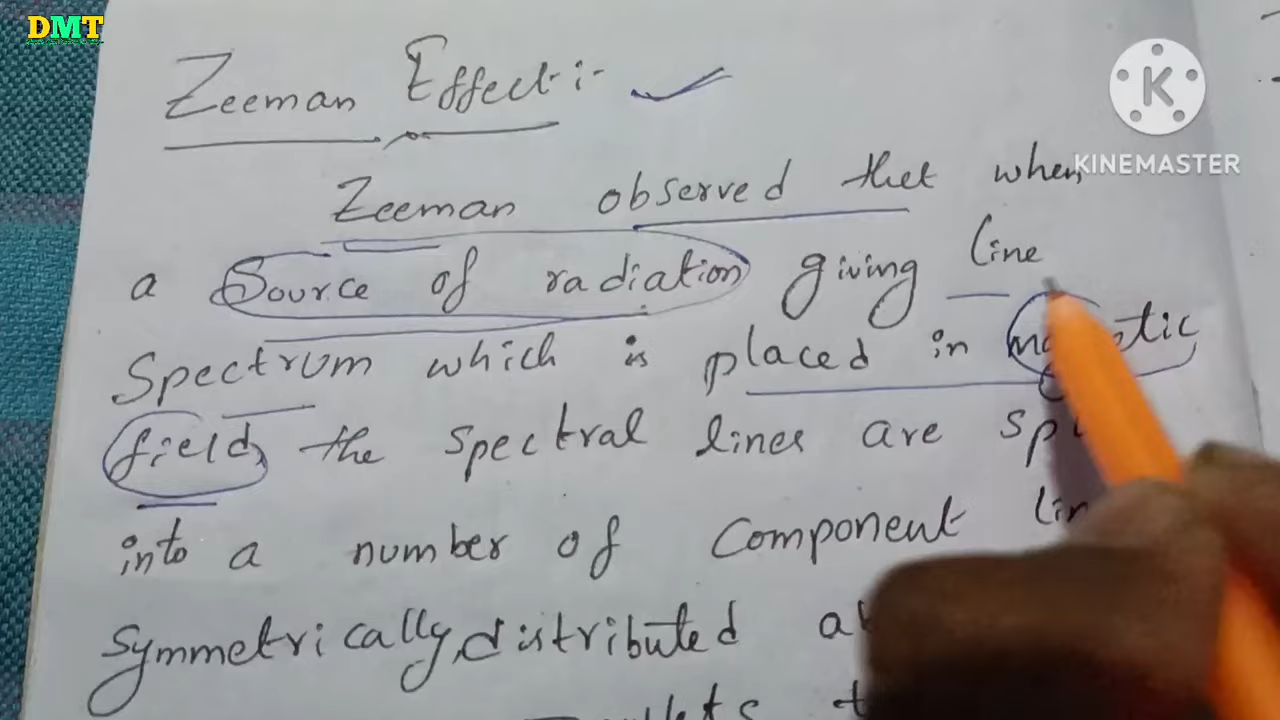 DMT
Zeeman Effect:-
KINEMASTER
Zeeman observed that when
a Source of radiation giving line
Spectrum which is placed in magnetic
field, the spectral lines are
into a number of Component
Symmetrically distributed